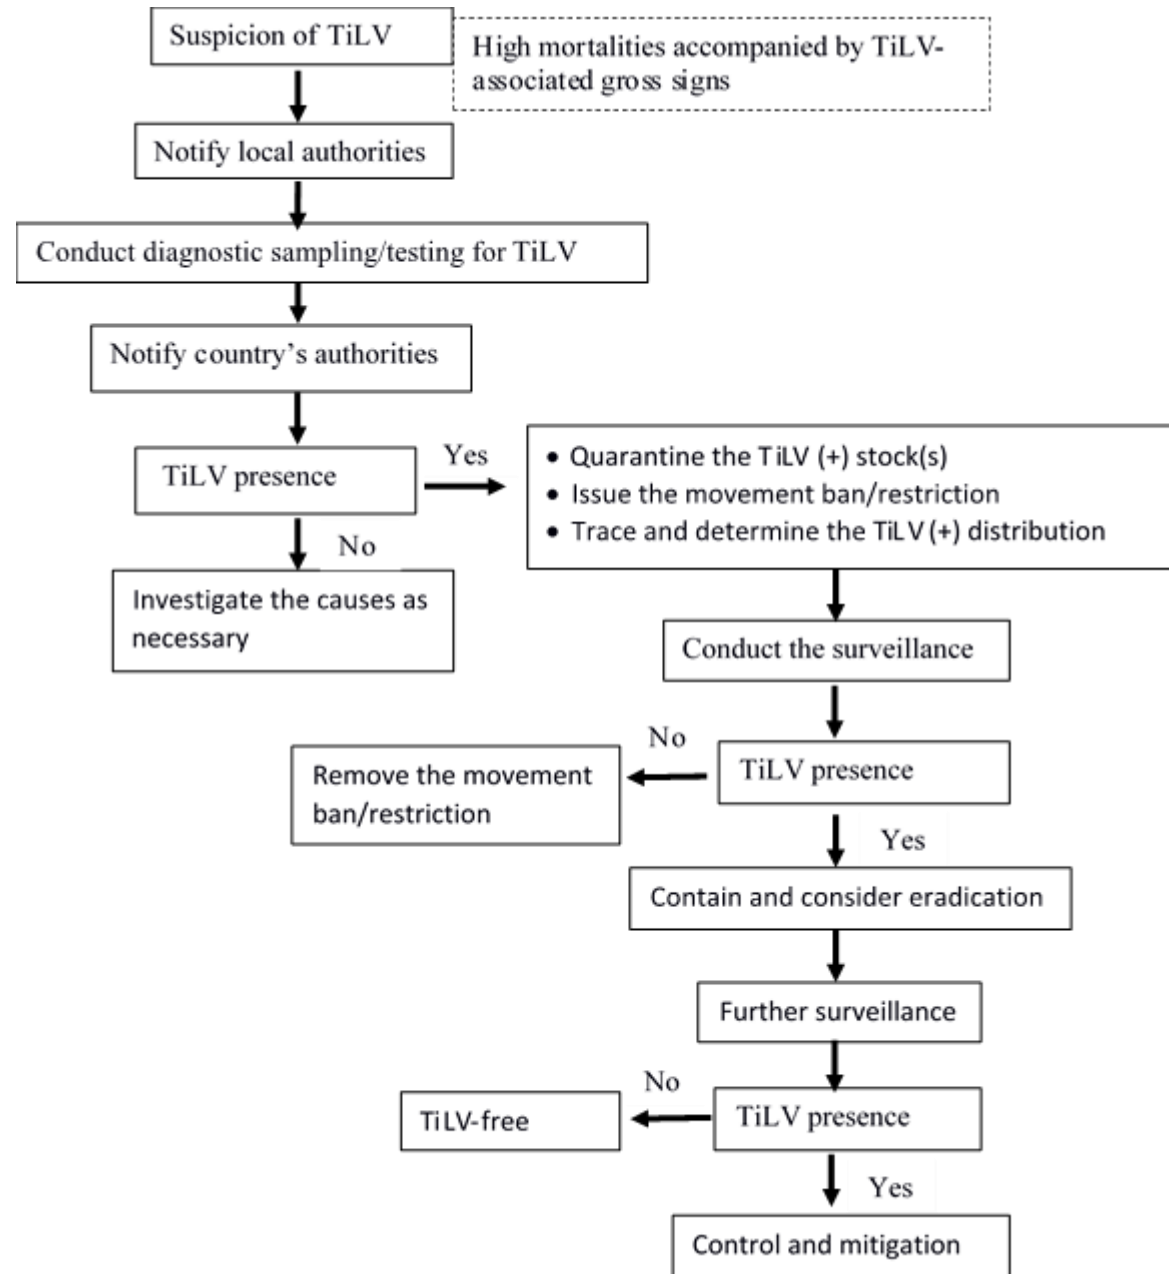 Suspicion of TiLV
High mortalities accompanied by TiLV-
associated gross signs
Notify local authorities
Conduct diagnostic sampling/testing for TiLV
Notify country’s authorities
TiLV presence
Yes
• Quarantine the TiLV (+) stock(s)
• Issue the movement ban/restriction
• Trace and determine the TiLV (+) distribution
No
Investigate the causes as
necessary
Conduct the surveillance
TiLV presence
No
Remove the movement
ban/restriction
Yes
Contain and consider eradication
Further surveillance
TiLV presence
No
TiLV-free
Yes
Control and mitigation